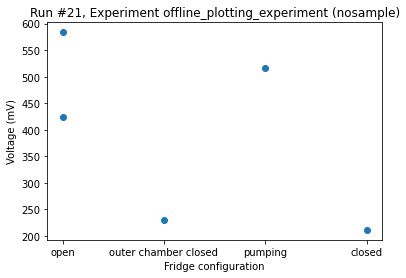 Run #21, Experiment offline_plotting_experiment (nosample)
600
550
500
450
400
350
300
250
200
Voltage (mV)
open
outer chamber closed
pumping
closed
Fridge configuration